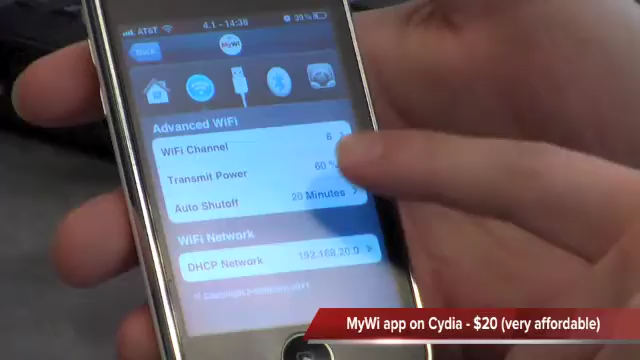 AT&T 4.1 - 14:38 39%
Back
MyWi
Advanced WiFi
WiFi Channel 6
Transmit Power 60 %
Auto Shutoff 20 Minutes
WiFi Network
DHCP Network 192.168.20.0
MyWi app on Cydia - $20 (very affordable)